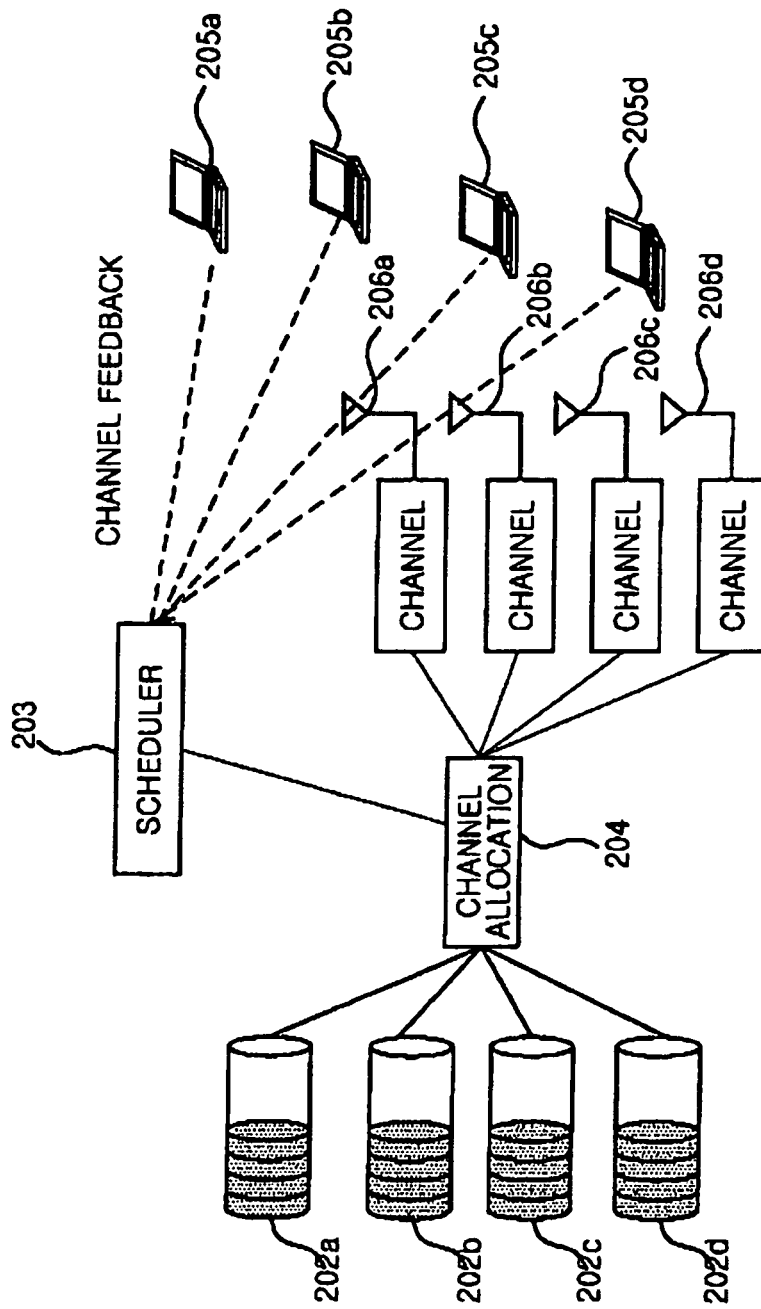 203
SCHEDULER
CHANNEL FEEDBACK
205a
205b
205c
205d
202a
202b
202c
202d
CHANNEL
ALLOCATION
204
CHANNEL
206a
CHANNEL
206b
CHANNEL
206c
CHANNEL
206d